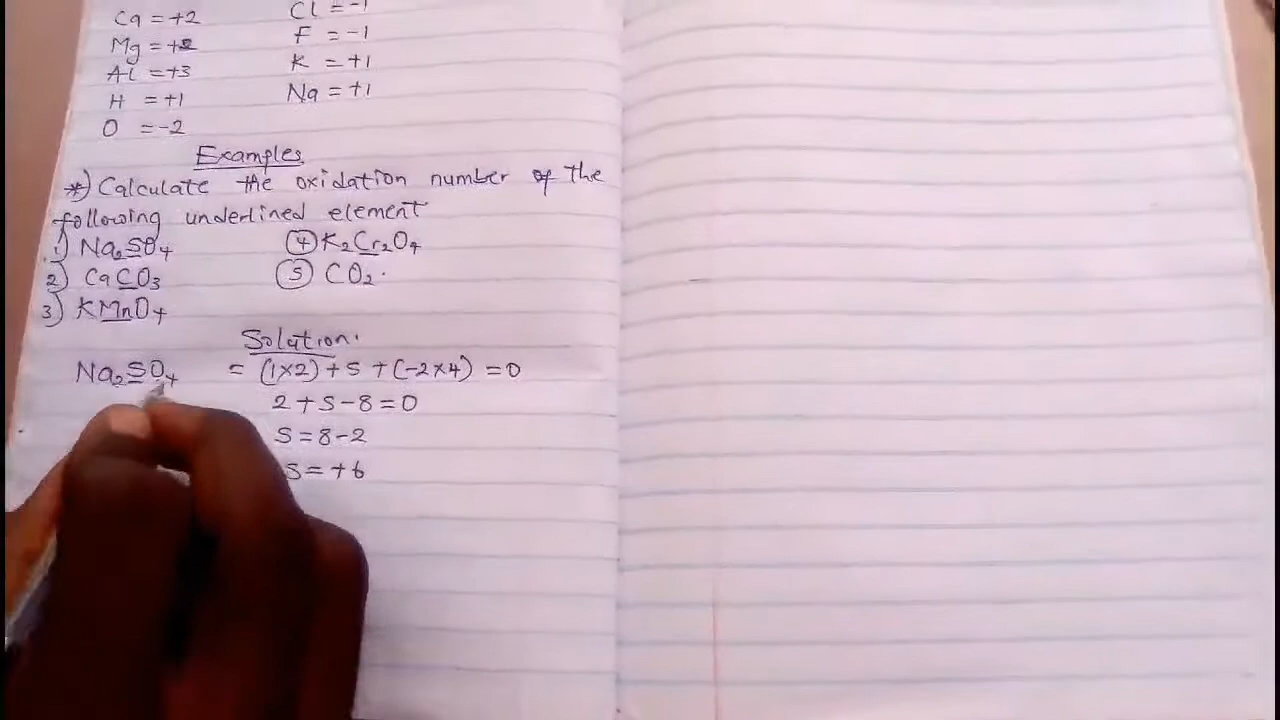 Ca = +2
Cl = -1
Mg = +2
F = -1
Al = +3
K = +1
H = +1
Na = +1
O = -2
Examples
*) Calculate the oxidation number of the
following underlined element
1) Na₂SO₄
④ K₂Cr₂O₇
2) CaCO₃
⑤ CO₂.
3) KMnO₄
Solution.
Na₂SO₄ = (1×2) + S + (-2×4) = 0
2 + S - 8 = 0
S = 8 - 2
S = +6